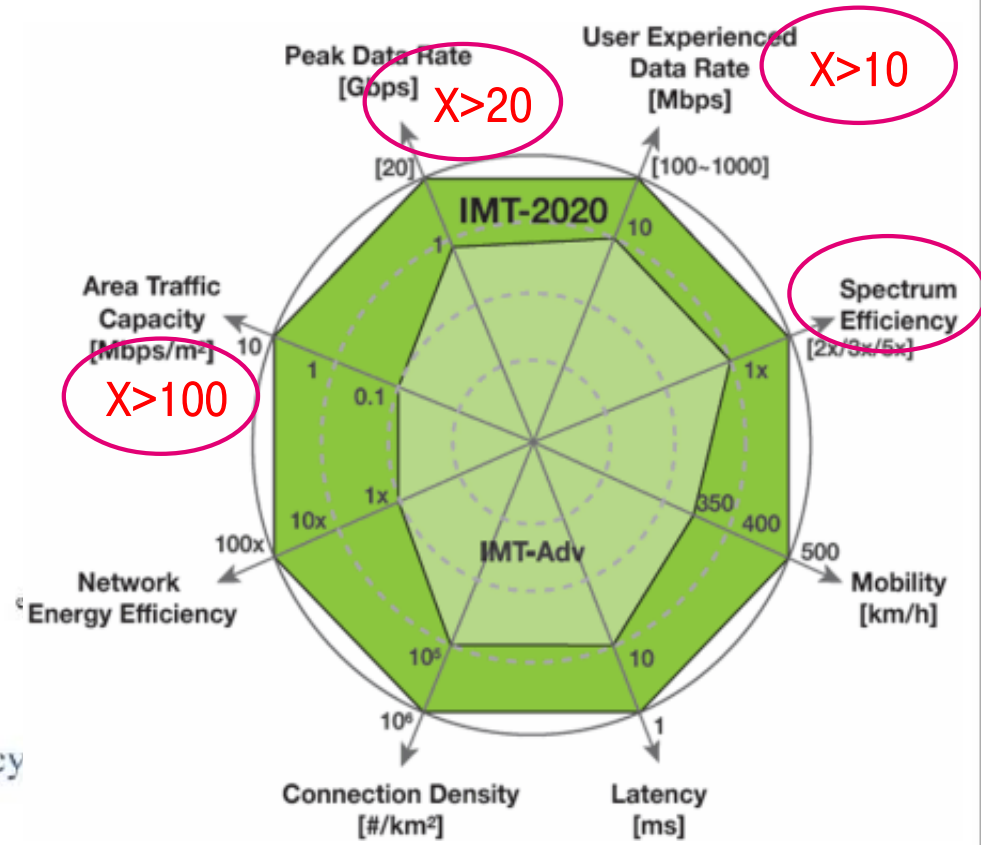 User Experienced
Data Rate
[Mbps]
X>10
Peak Data Rate
[Gbps]
X>20
[20]
[100~1000]
IMT-2020
1
10
Area Traffic
Capacity
[Mbps/m²]
X>100
10
1
0.1
Spectrum
Efficiency
[2x/3x/5x]
1x
1x
10x
100x
350
400
500
Network
Energy Efficiency
IMT-Adv
Mobility
[km/h]
10⁵
10
10⁶
1
cy
Connection Density
[#/km²]
Latency
[ms]